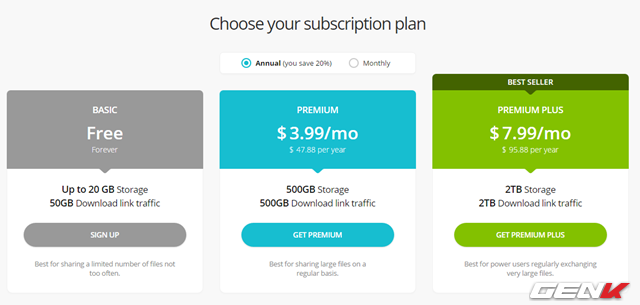 Choose your subscription plan
Annual (you save 20%)
Monthly
BASIC
Free
Forever
Up to 20 GB Storage
50GB Download link traffic
SIGN UP
Best for sharing a limited number of files not
too often.
PREMIUM
$3.99/mo
$ 47.88 per year
500GB Storage
500GB Download link traffic
GET PREMIUM
Best for sharing large files on a
regular basis.
BEST SELLER
PREMIUM PLUS
$7.99/mo
$ 95.88 per year
2TB Storage
2TB Download link traffic
GET PREMIUM PLUS
Best for power users regularly exchanging
very large files.
GENK